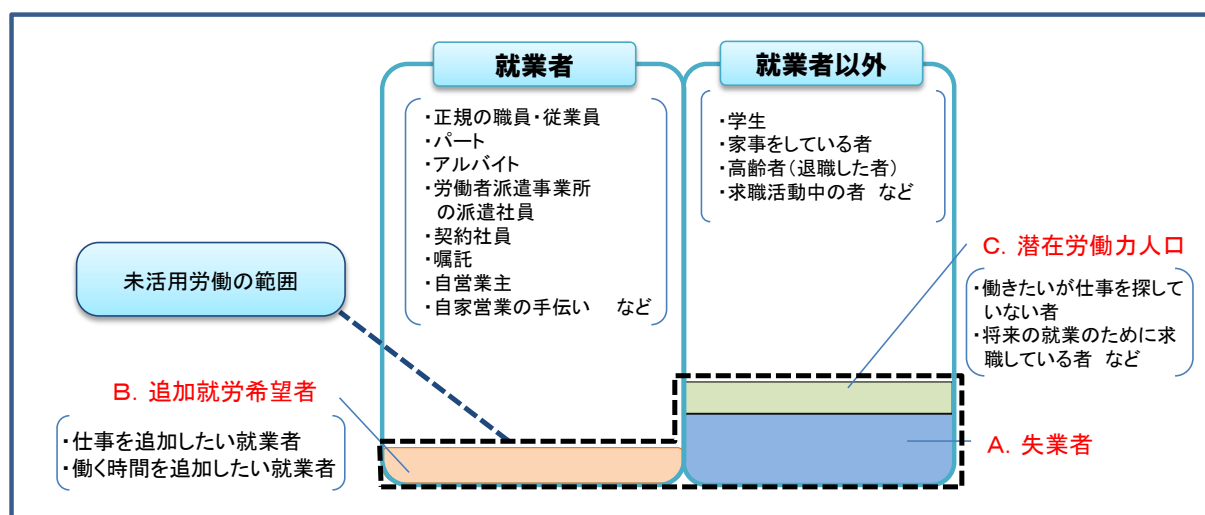 就業者
・正規の職員・従業員
・パート
・アルバイト
・労働者派遣事業所
の派遣社員
・契約社員
・嘱託
・自営業主
・自家営業の手伝い　など
就業者以外
・学生
・家事をしている者
・高齢者（退職した者）
・求職活動中の者　など
未活用労働の範囲
C．潜在労働力人口
・働きたいが仕事を探して
いない者
・将来の就業のために求
職している者　など
B．追加就労希望者
・仕事を追加したい就業者
・働く時間を追加したい就業者
A．失業者